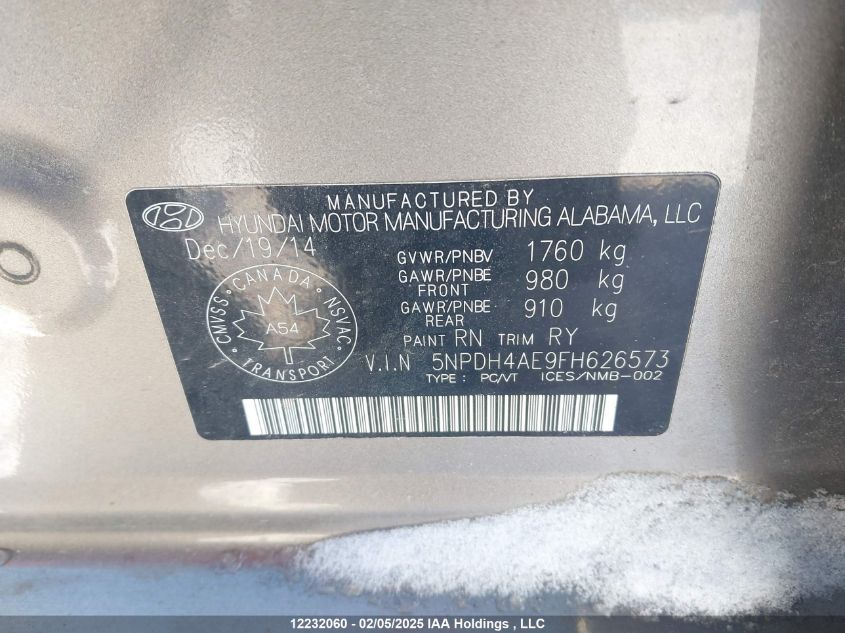 MANUFACTURED BY
HYUNDAI MOTOR MANUFACTURING ALABAMA, LLC
Dec/19/14
GVWR/PNBV 1760 kg
GAWR/PNBE FRONT 980 kg
GAWR/PNBE REAR 910 kg
PAINT RN TRIM RY
CANADA
CMVSS NSVAC
A54
TRANSPORT
V.I.N 5NPDH4AE9FH626573
TYPE : PC/VT ICES/NMB-002
12232060 - 02/05/2025 IAA Holdings , LLC